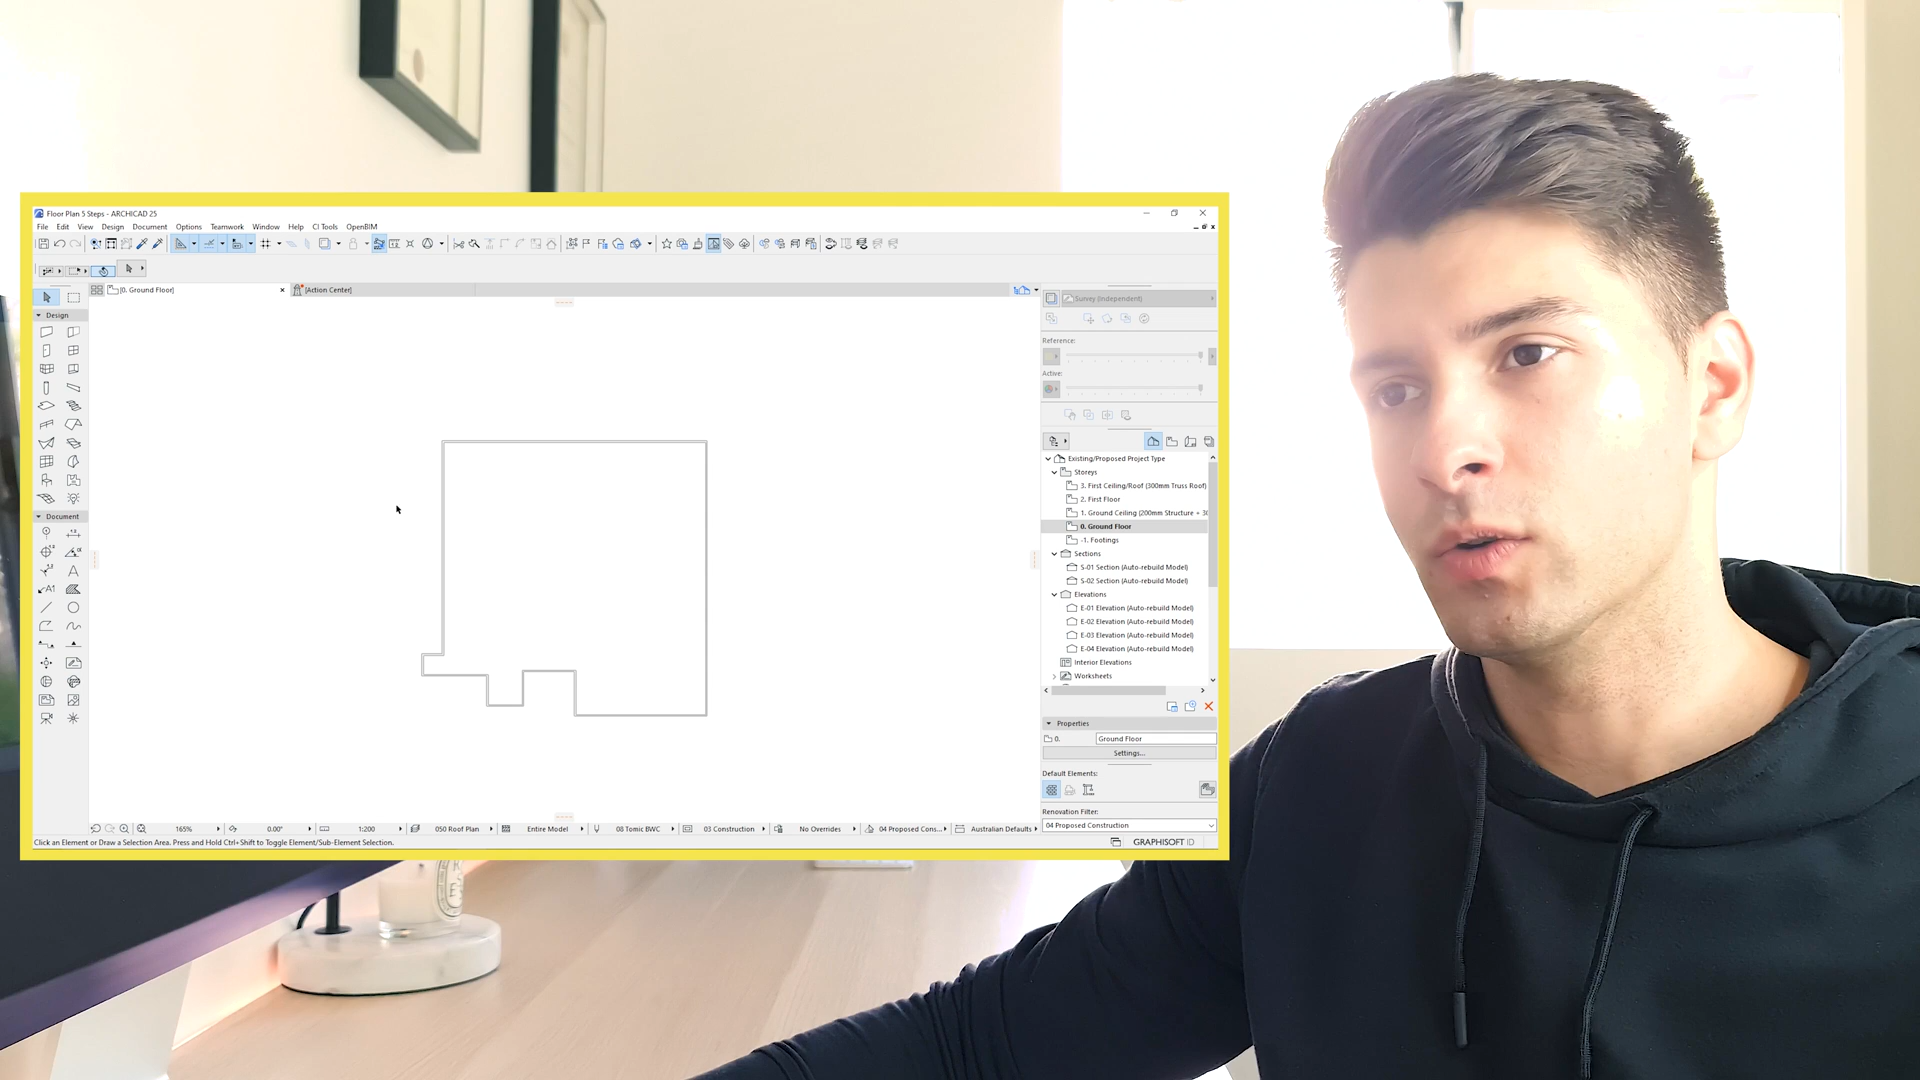 Floor Plan 5 Steps - ARCHICAD 25
File Edit View Design Document Options Teamwork Window Help CI Tools OpenBIM
[0. Ground Floor]
[Action Center]
Survey (Independent)
Design
Reference:
Active:
Existing/Proposed Project Type
Storeys
3. First Ceiling/Roof (300mm Truss Roof)
2. First Floor
1. Ground Ceiling (200mm Structure + 30
0. Ground Floor
-1. Footings
Sections
S-01 Section (Auto-rebuild Model)
S-02 Section (Auto-rebuild Model)
Elevations
E-01 Elevation (Auto-rebuild Model)
E-02 Elevation (Auto-rebuild Model)
E-03 Elevation (Auto-rebuild Model)
E-04 Elevation (Auto-rebuild Model)
Interior Elevations
Worksheets
Document
A
A1
Properties
0. Ground Floor
Settings...
Default Elements:
Renovation Filter:
04 Proposed Construction
165% 0.00° 1:200 050 Roof Plan Entire Model 08 Tomic BWC 03 Construction No Overrides 04 Proposed Cons... Australian Defaults
Click an Element or Draw a Selection Area. Press and Hold Ctrl+Shift to Toggle Element/Sub-Element Selection.
GRAPHISOFT ID